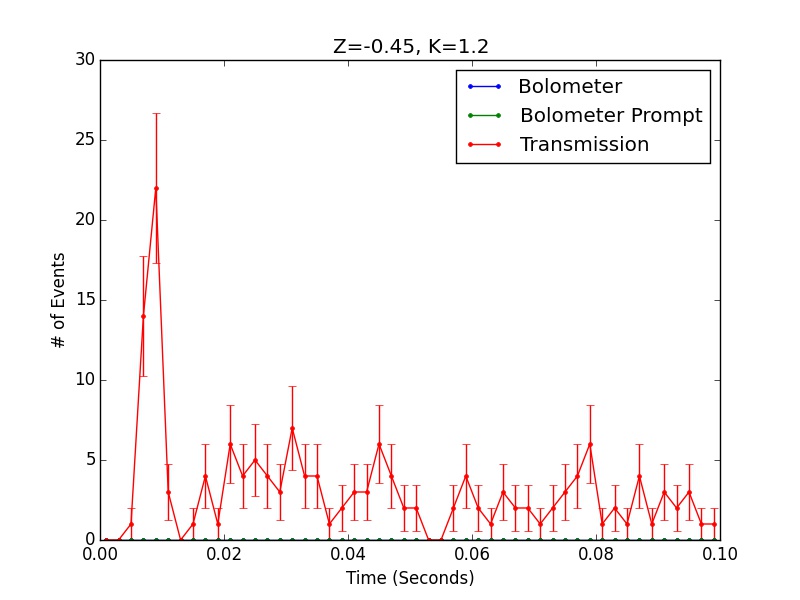 Z=-0.45, K=1.2
Bolometer
Bolometer Prompt
Transmission
30
25
20
15
10
5
0
# of Events
0.00 0.02 0.04 0.06 0.08 0.10
Time (Seconds)